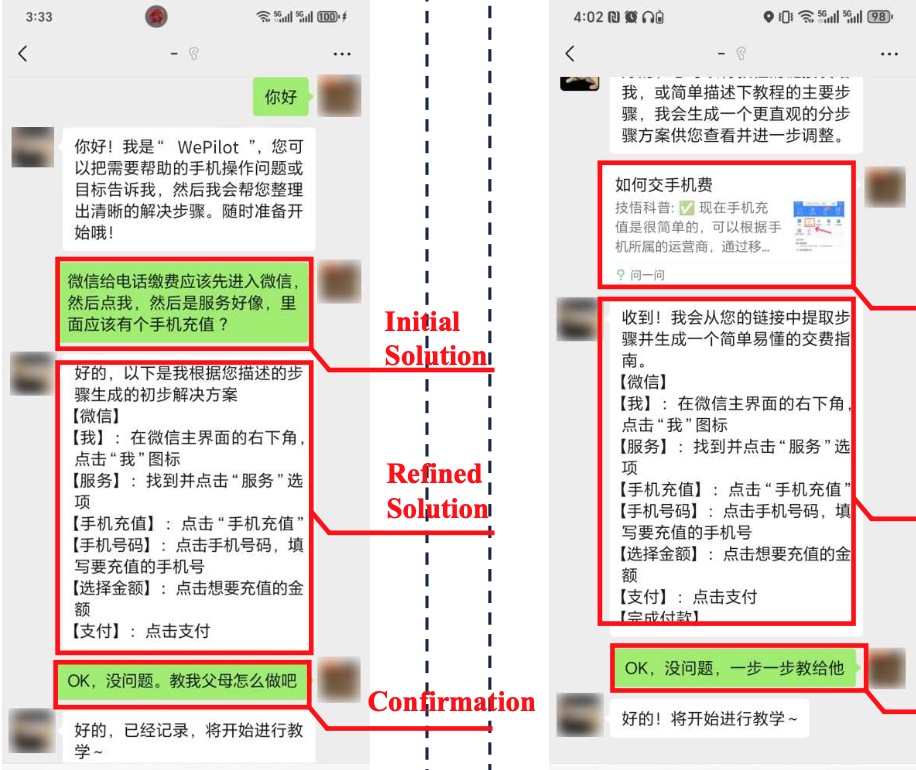 3:33
5G
5G
100
你好
你好！我是“ WePilot ”，您可
以把需要帮助的手机操作问题或
目标告诉我，然后我会帮您整理
出清晰的解决步骤。随时准备开
始哦！
微信给电话缴费应该先进入微信，
然后点我，然后是服务好像，里
面应该有个手机充值？
好的，以下是我根据您描述的步
骤生成的初步解决方案
【微信】
【我】：在微信主界面的右下角，
点击“我”图标
【服务】：找到并点击“服务”选
项
【手机充值】：点击“手机充值”
【手机号码】：点击手机号码，填
写要充值的手机号
【选择金额】：点击想要充值的金
额
【支付】：点击支付
OK，没问题。教我父母怎么做吧
好的，已经记录，将开始进行教
学～
Initial
Solution
Refined
Solution
Confirmation
4:02
5G
5G
98
我，或简单描述下教程的主要步
骤，我会生成一个更直观的分步
骤方案供您查看并进一步调整。
如何交手机费
技悟科普: ✅ 现在手机充
值是很简单的，可以根据手
机所属的运营商，通过移...
? 问一问
收到！我会从您的链接中提取步
骤并生成一个简单易懂的交费指
南。
【微信】
【我】：在微信主界面的右下角，
点击“我”图标
【服务】：找到并点击“服务”选
项
【手机充值】：点击“手机充值”
【手机号码】：点击手机号码，填
写要充值的手机号
【选择金额】：点击想要充值的金
额
【支付】：点击支付
【完成付款】
OK，没问题，一步一步教给他
好的！将开始进行教学～